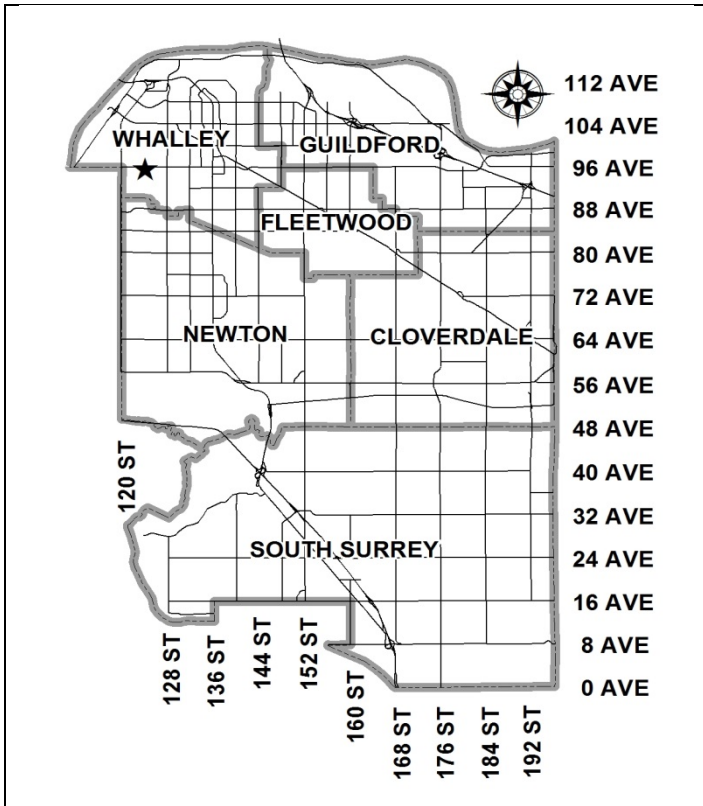 112 AVE
104 AVE
WHALLEY
GUILDFORD
96 AVE
88 AVE
FLEETWOOD
80 AVE
72 AVE
NEWTON
CLOVERDALE
64 AVE
56 AVE
48 AVE
120 ST
40 AVE
32 AVE
SOUTH SURREY
24 AVE
16 AVE
128 ST
136 ST
144 ST
152 ST
8 AVE
160 ST
168 ST
176 ST
184 ST
192 ST
0 AVE